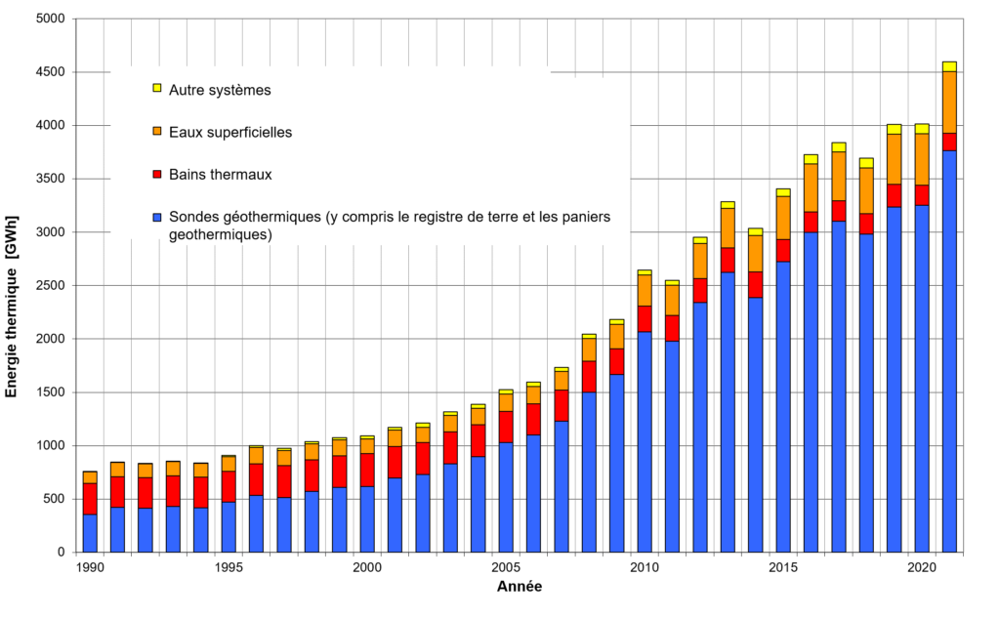 5000
4500
4000
3500
3000
2500
2000
1500
1000
500
0
Energie thermique [GWh]
Autre systèmes
Eaux superficielles
Bains thermaux
Sondes géothermiques (y compris le registre de terre et les paniers
geothermiques)
1990 1995 2000 2005 2010 2015 2020
Année